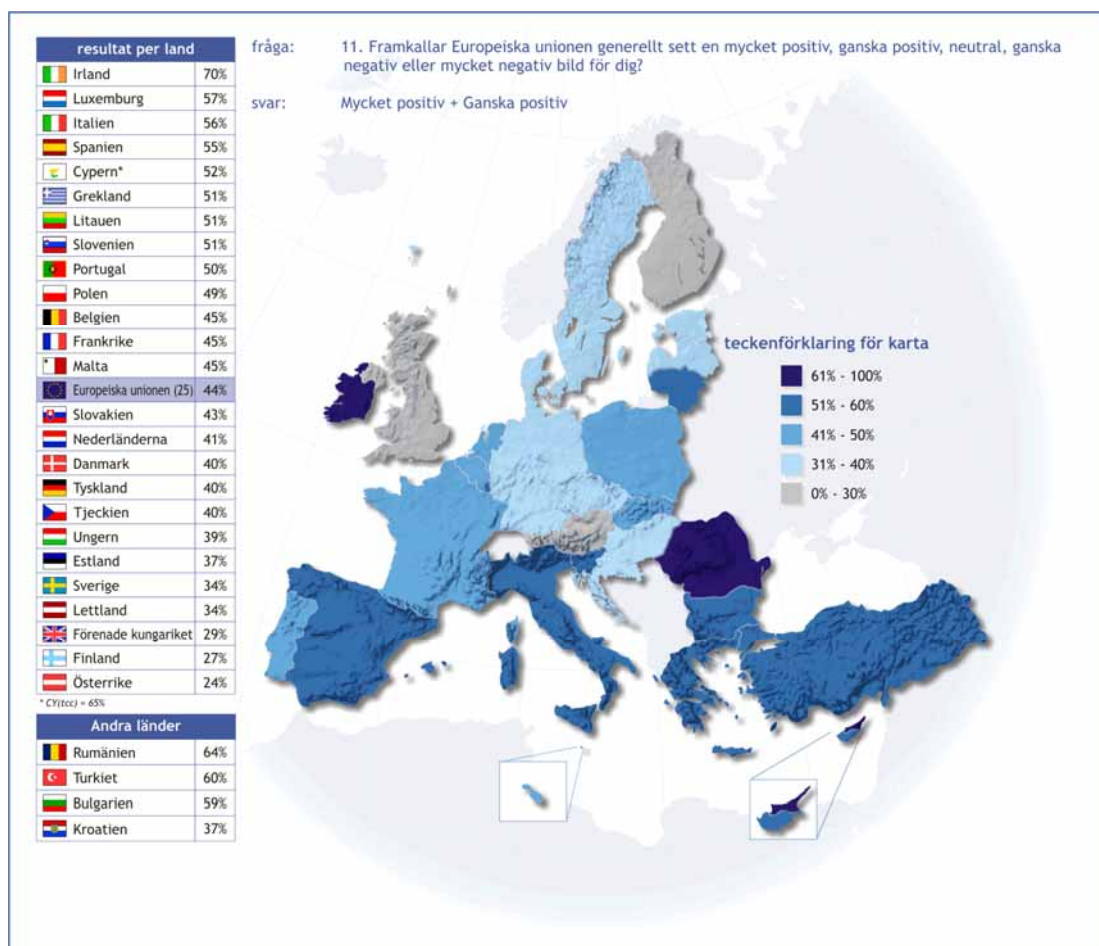 resultat per land
Irland 70%
Luxemburg 57%
Italien 56%
Spanien 55%
Cypern* 52%
Grekland 51%
Litauen 51%
Slovenien 51%
Portugal 50%
Polen 49%
Belgien 45%
Frankrike 45%
Malta 45%
Europeiska unionen (25) 44%
Slovakien 43%
Nederländerna 41%
Danmark 40%
Tyskland 40%
Tjeckien 40%
Ungern 39%
Estland 37%
Sverige 34%
Lettland 34%
Förenade kungariket 29%
Finland 27%
Österrike 24%
* CY(tcc) = 65%
Andra länder
Rumänien 64%
Turkiet 60%
Bulgarien 59%
Kroatien 37%
fråga: 11. Framkallar Europeiska unionen generellt sett en mycket positiv, ganska positiv, neutral, ganska
negativ eller mycket negativ bild för dig?
svar: Mycket positiv + Ganska positiv
teckenförklaring för karta
61% - 100%
51% - 60%
41% - 50%
31% - 40%
0% - 30%